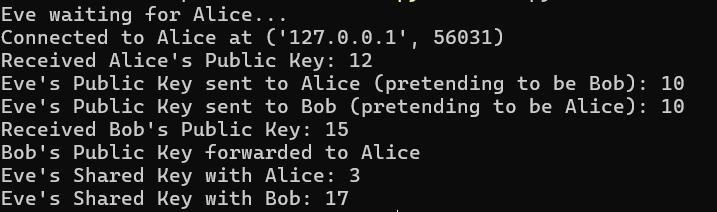 Eve waiting for Alice...
Connected to Alice at ('127.0.0.1', 56031)
Received Alice's Public Key: 12
Eve's Public Key sent to Alice (pretending to be Bob): 10
Eve's Public Key sent to Bob (pretending to be Alice): 10
Received Bob's Public Key: 15
Bob's Public Key forwarded to Alice
Eve's Shared Key with Alice: 3
Eve's Shared Key with Bob: 17